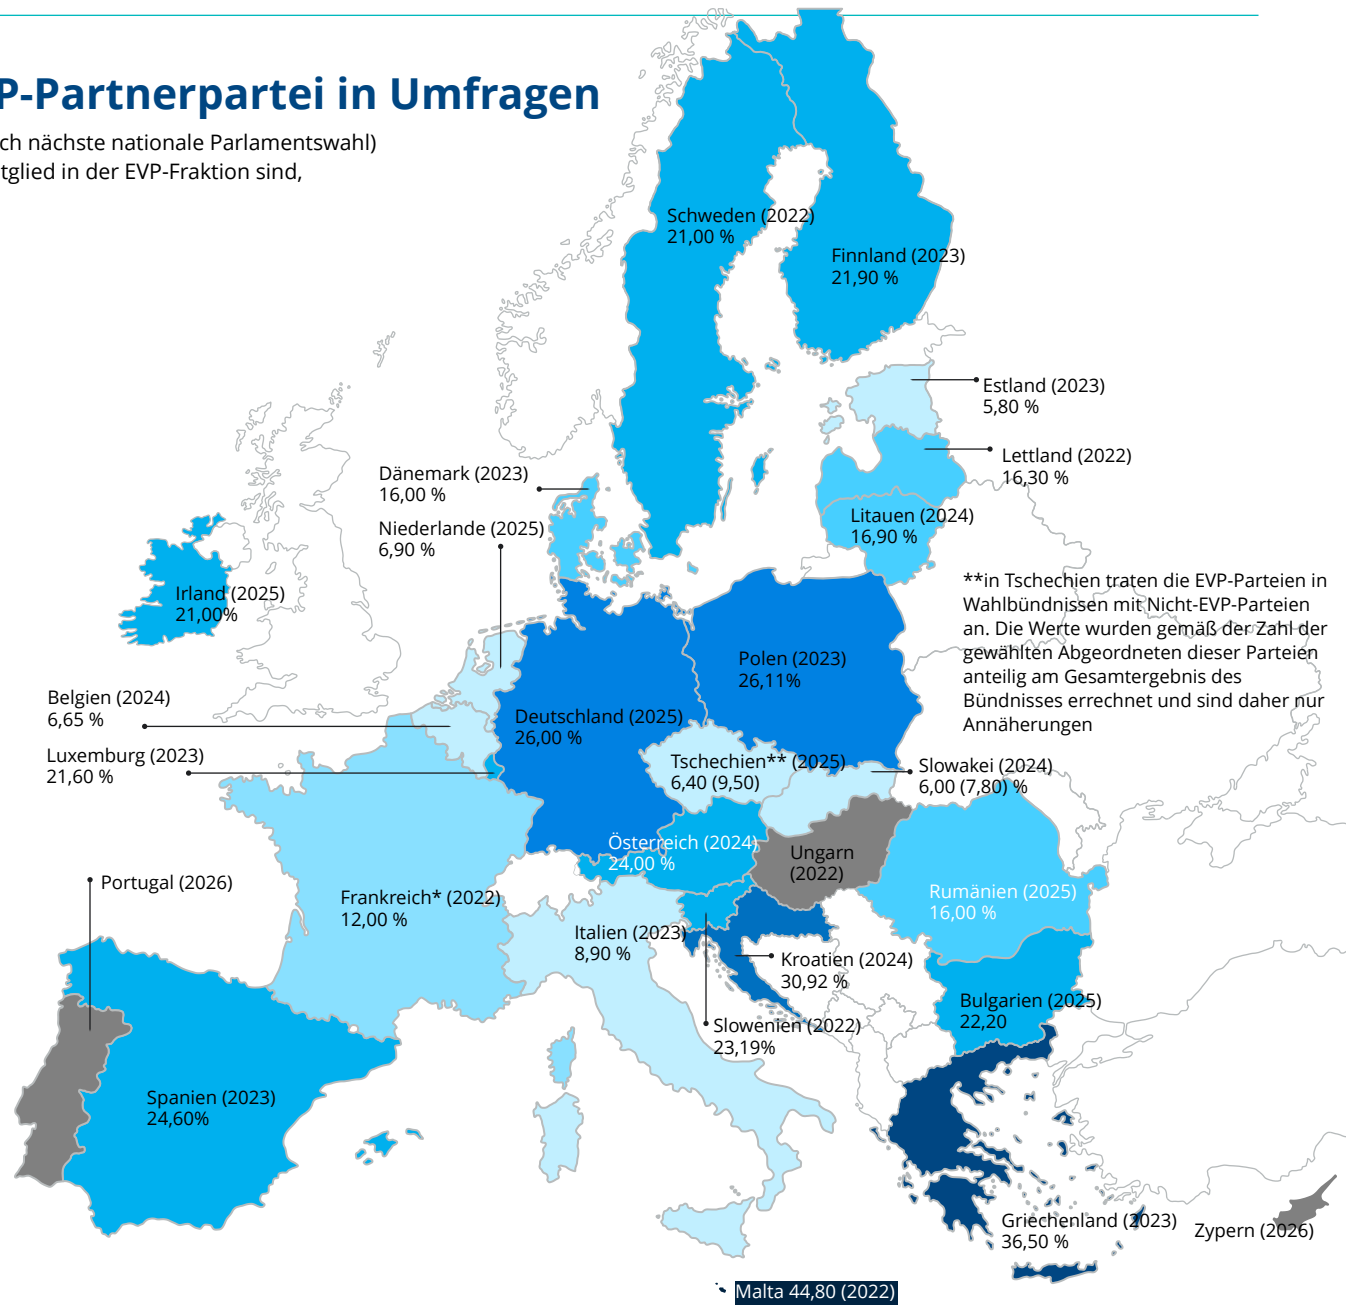 P-Partnerpartei in Umfragen
ch nächste nationale Parlamentswahl)
tglied in der EVP-Fraktion sind,
Schweden (2022)
21,00 %
Finnland (2023)
21,90 %
Estland (2023)
5,80 %
Lettland (2022)
16,30 %
Dänemark (2023)
16,00 %
Niederlande (2025)
6,90 %
Litauen (2024)
16,90 %
Irland (2025)
21,00%
**in Tschechien traten die EVP-Parteien in
Wahlbündnissen mit Nicht-EVP-Parteien
an. Die Werte wurden gemäß der Zahl der
gewählten Abgeordneten dieser Parteien
anteilig am Gesamtergebnis des
Bündnisses errechnet und sind daher nur
Annäherungen
Polen (2023)
26,11%
Belgien (2024)
6,65 %
Deutschland (2025)
26,00 %
Luxemburg (2023)
21,60 %
Tschechien** (2025)
6,40 (9,50)
Slowakei (2024)
6,00 (7,80) %
Österreich (2024)
24,00 %
Ungarn
(2022)
Portugal (2026)
Frankreich* (2022)
12,00 %
Rumänien (2025)
16,00 %
Italien (2023)
8,90 %
Kroatien (2024)
30,92 %
Bulgarien (2025)
22,20
Slowenien (2022)
23,19%
Spanien (2023)
24,60%
Griechenland (2023)
36,50 %
Zypern (2026)
Malta 44,80 (2022)